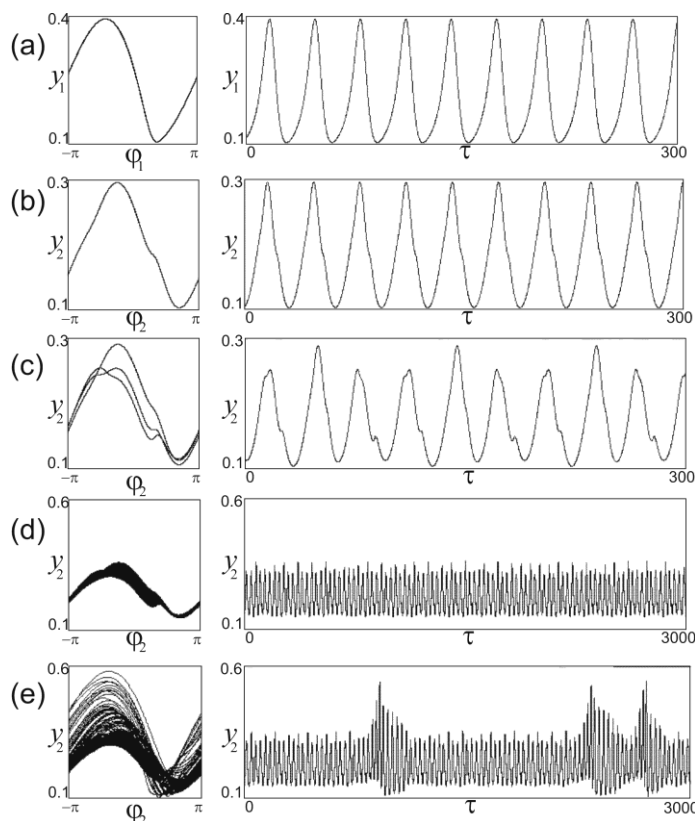 (a) y₁ 0.4 0.1 −π φ₁ π
y₁ 0.4 0.1 0 τ 300
(b) y₂ 0.3 0.1 −π φ₂ π
y₂ 0.3 0.1 0 τ 300
(c) y₂ 0.3 0.1 −π φ₂ π
y₂ 0.3 0.1 0 τ 300
(d) y₂ 0.6 0.1 −π φ₂ π
y₂ 0.6 0.1 0 τ 3000
(e) y₂ 0.6 0.1 −π φ₂ π
y₂ 0.6 0.1 0 τ 3000